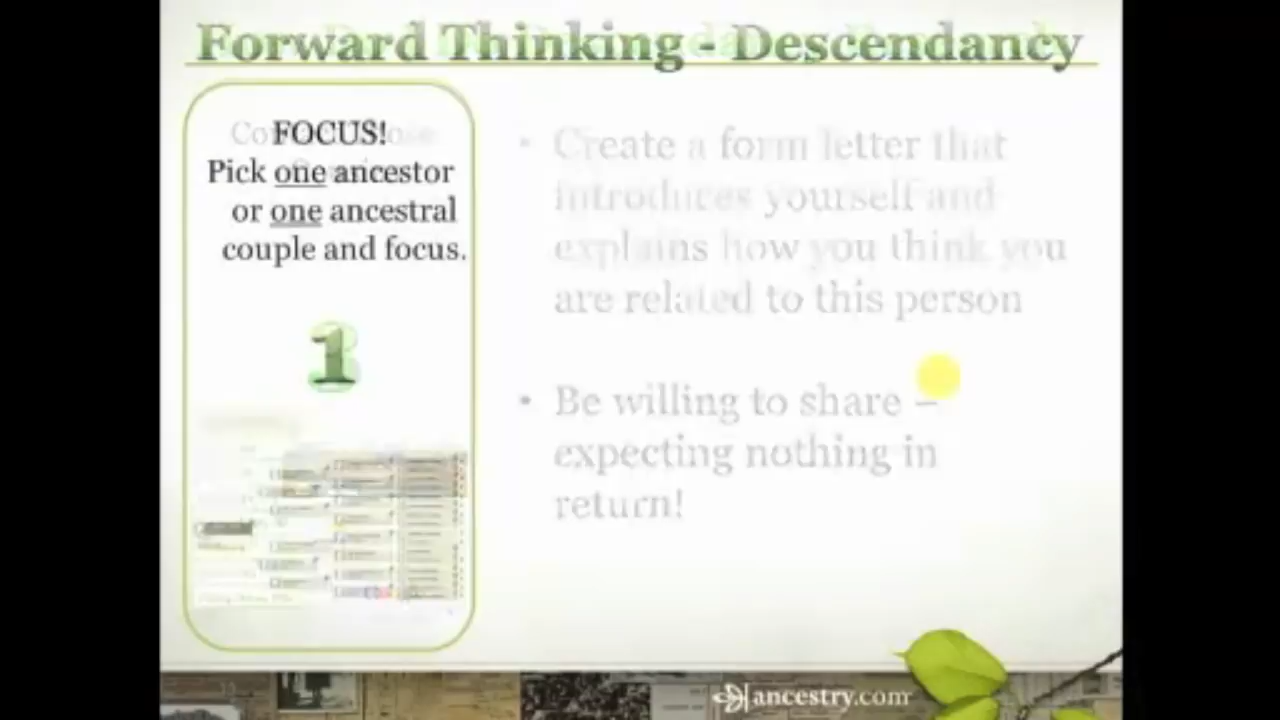 Forward Thinking - Descendancy
FOCUS!
Pick one ancestor
or one ancestral
couple and focus.
1
• Create a form letter that
introduces yourself and
explains how you think you
are related to this person
• Be willing to share –
expecting nothing in
return!
ancestry.com